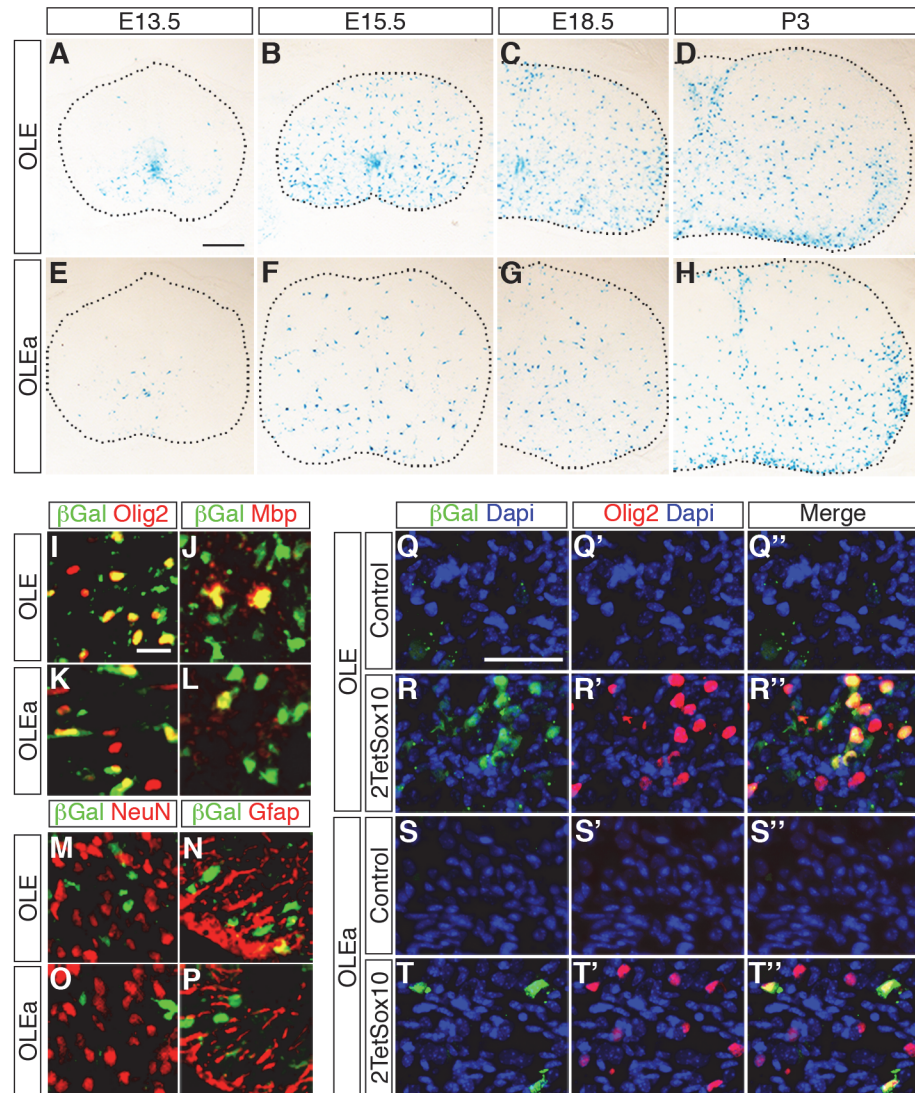 E13.5 E15.5 E18.5 P3
OLE
A B C D
OLEa
E F G H
βGal Olig2 βGal Mbp
OLE
I J
OLEa
K L
βGal NeuN βGal Gfap
OLE
M N
OLEa
O P
βGal Dapi Olig2 Dapi Merge
OLE
Control
Q Q' Q''
2TetSox10
R R' R''
OLEa
Control
S S' S''
2TetSox10
T T' T''